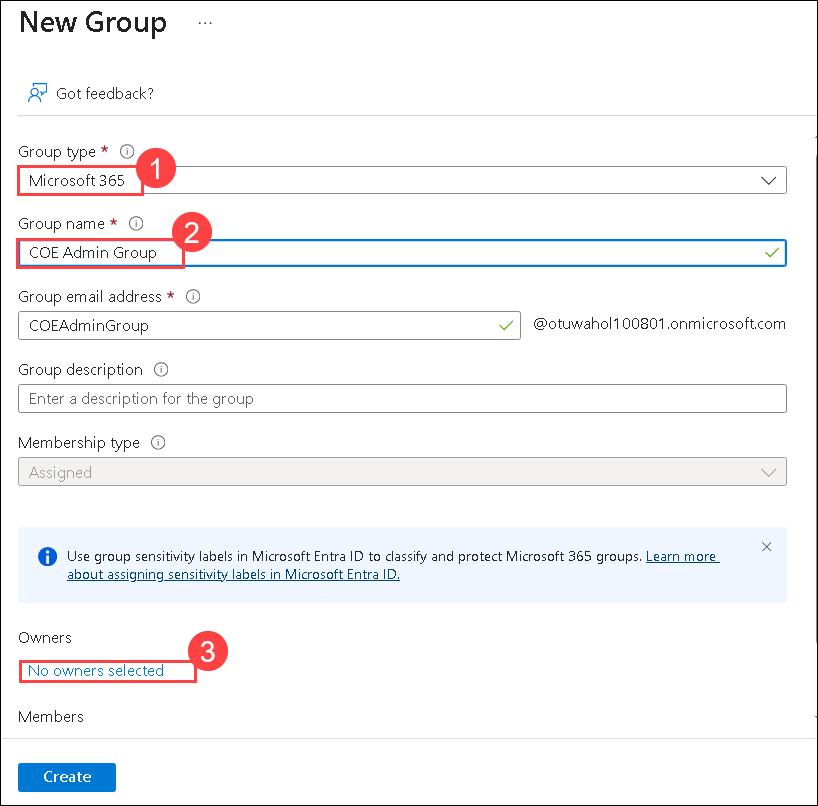 New Group ...
Got feedback?
Group type *
1
Microsoft 365
Group name *
2
COE Admin Group
Group email address *
COEAdminGroup @otuwahol100801.onmicrosoft.com
Group description
Enter a description for the group
Membership type
Assigned
Use group sensitivity labels in Microsoft Entra ID to classify and protect Microsoft 365 groups. Learn more
about assigning sensitivity labels in Microsoft Entra ID.
Owners
3
No owners selected
Members
Create